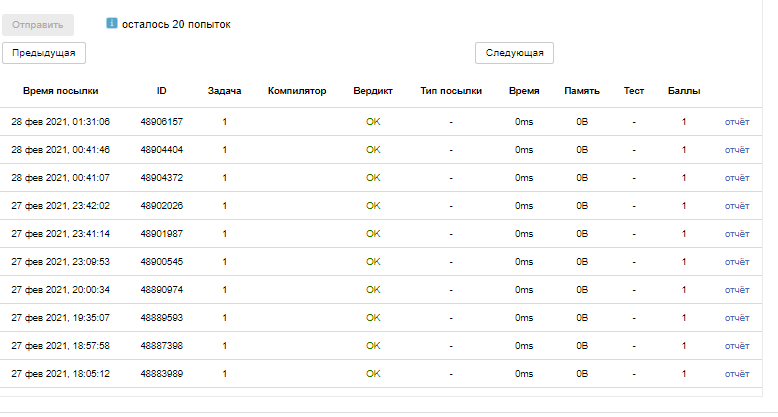 Отправить осталось 20 попыток
Предыдущая Следующая
Время посылки ID Задача Компилятор Вердикт Тип посылки Время Память Тест Баллы
28 фев 2021, 01:31:06 48906157 1 OK - 0ms 0B - 1 отчёт
28 фев 2021, 00:41:46 48904404 1 OK - 0ms 0B - 1 отчёт
28 фев 2021, 00:41:07 48904372 1 OK - 0ms 0B - 1 отчёт
27 фев 2021, 23:42:02 48902026 1 OK - 0ms 0B - 1 отчёт
27 фев 2021, 23:41:14 48901987 1 OK - 0ms 0B - 1 отчёт
27 фев 2021, 23:09:53 48900545 1 OK - 0ms 0B - 1 отчёт
27 фев 2021, 20:00:34 48890974 1 OK - 0ms 0B - 1 отчёт
27 фев 2021, 19:35:07 48889593 1 OK - 0ms 0B - 1 отчёт
27 фев 2021, 18:57:58 48887398 1 OK - 0ms 0B - 1 отчёт
27 фев 2021, 18:05:12 48883989 1 OK - 0ms 0B - 1 отчёт